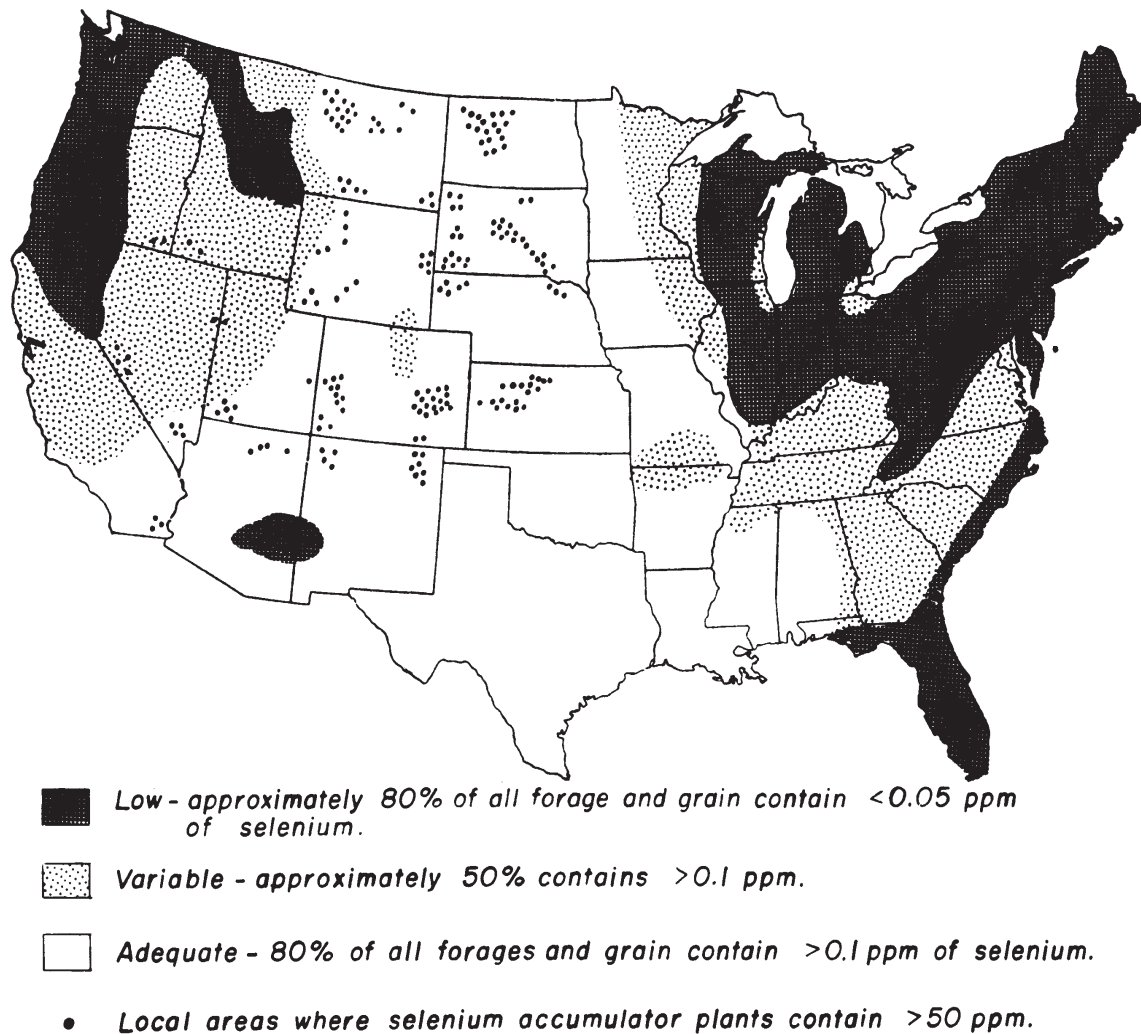 Low - approximately 80% of all forage and grain contain <0.05 ppm
of selenium.
Variable - approximately 50% contains >0.1 ppm.
Adequate - 80% of all forages and grain contain >0.1 ppm of selenium.
Local areas where selenium accumulator plants contain >50 ppm.